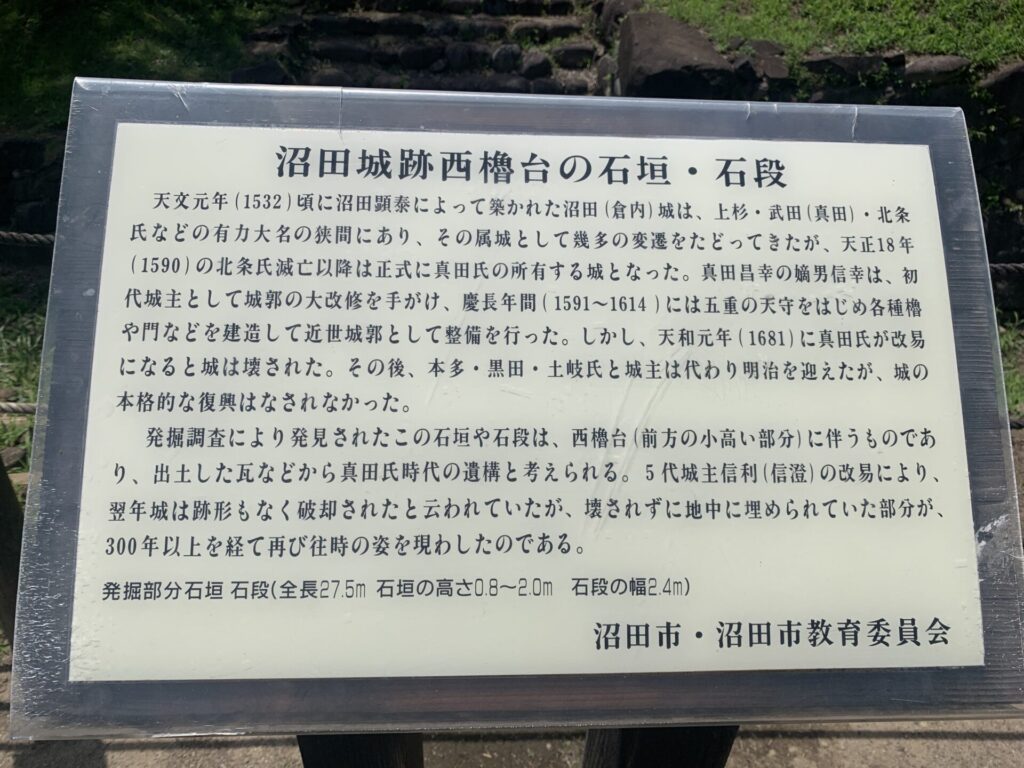 沼田城跡西櫓台の石垣・石段
天文元年(1532)頃に沼田顕泰によって築かれた沼田(倉内)城は、上杉・武田(真田)・北条
氏などの有力大名の狭間にあり、その属城として幾多の変遷をたどってきたが、天正18年
(1590)の北条氏滅亡以降は正式に真田氏の所有する城となった。真田昌幸の嫡男信幸は、初
代城主として城郭の大改修を手がけ、慶長年間(1591〜1614)には五重の天守をはじめ各種櫓
や門などを建造して近世城郭として整備を行った。しかし、天和元年(1681)に真田氏が改易
になると城は壊された。その後、本多・黒田・土岐氏と城主は代わり明治を迎えたが、城の
本格的な復興はなされなかった。
発掘調査により発見されたこの石垣や石段は、西櫓台(前方の小高い部分)に伴うものであ
り、出土した瓦などから真田氏時代の遺構と考えられる。5代城主信利(信澄)の改易により、
翌年城は跡形もなく破却されたと云われていたが、壊されずに地中に埋められていた部分が、
300年以上を経て再び往時の姿を現わしたのである。
発掘部分石垣 石段(全長27.5m 石垣の高さ0.8〜2.0m 石段の幅2.4m)
沼田市・沼田市教育委員会